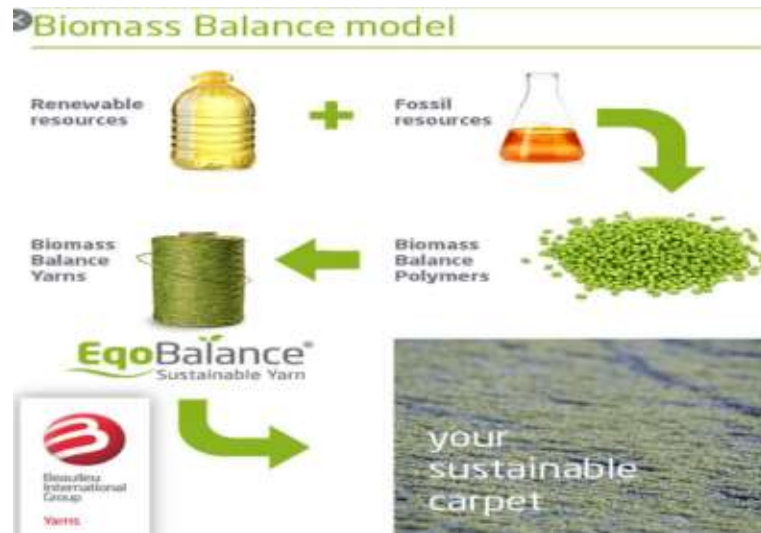 Biomass Balance model
Renewable
resources
Fossil
resources
Biomass
Balance
Yarns
Biomass
Balance
Polymers
EqoBalance®
Sustainable Yarn
Beaulieu
International
Group
Yarns
your
sustainable
carpet